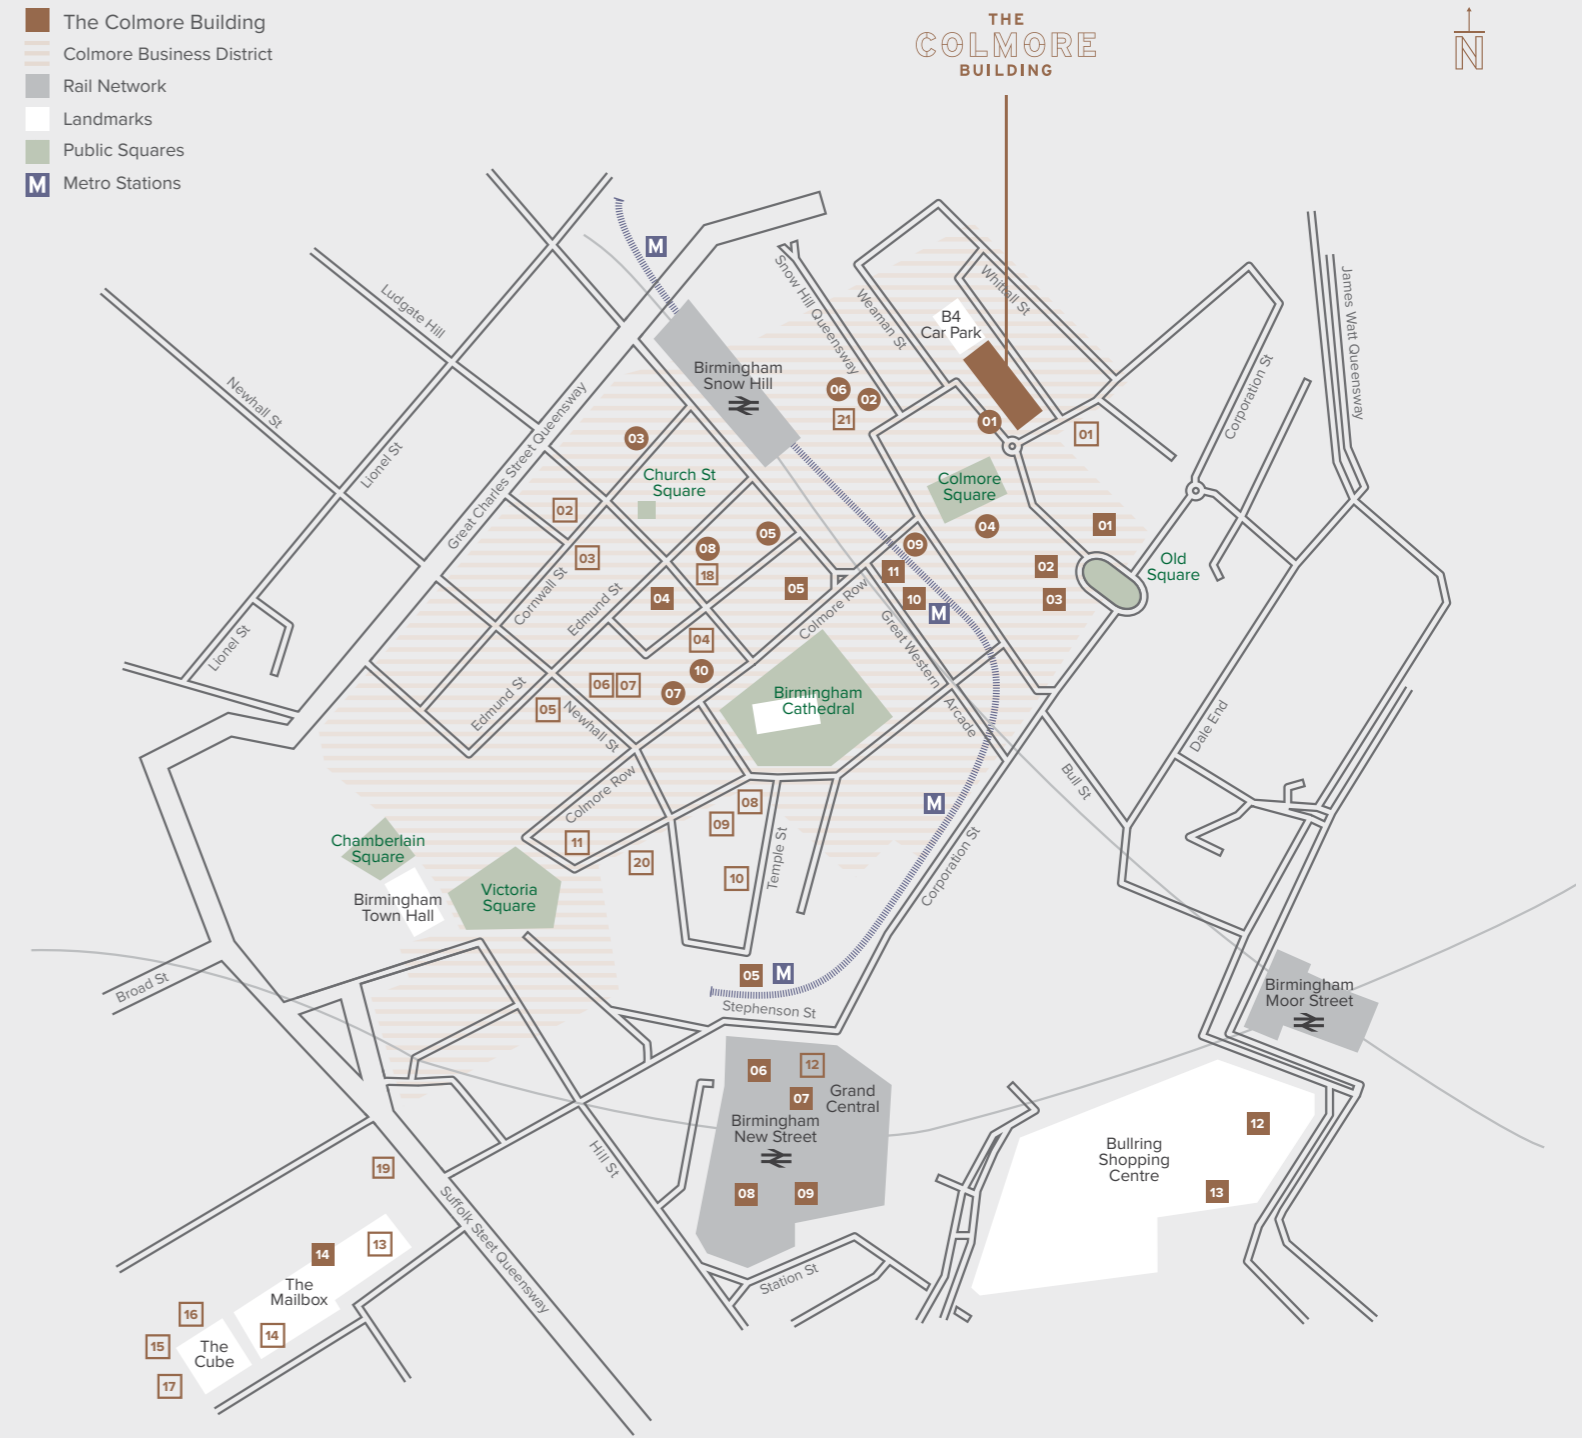 The Colmore Building
Colmore Business District
Rail Network
Landmarks
Public Squares
M Metro Stations
THE
COLMORE
BUILDING
N
M
Ludgate Hill
Newhall St
Lionel St
Great Charles Street Queensway
Snow Hill Queensway
Weaman St
Whittall St
James Watt Queensway
Corporation St
B4
Car Park
Birmingham
Snow Hill
06
02
21
01
01
03
Church St
Square
Colmore
Square
02
04
01
05
09
03
08
18
11
02
Old
Square
Cornwall St
Edmund St
04
05
Colmore Row
10
M
03
Great Western
Arcade
Lionel St
04
10
06
07
07
Birmingham
Cathedral
Edmund St
05
Newhall St
Dale End
Bull St
Colmore Row
08
M
09
11
20
10
Temple St
Corporation St
Chamberlain
Square
Birmingham
Town Hall
Victoria
Square
Broad St
05
M
Stephenson St
Birmingham
Moor Street
06
12
07
Grand
Central
Birmingham
New Street
08
09
Hill St
Bullring
Shopping
Centre
12
13
19
Suffolk Steet Queensway
14
13
The
Mailbox
Station St
16
15
14
The
Cube
17